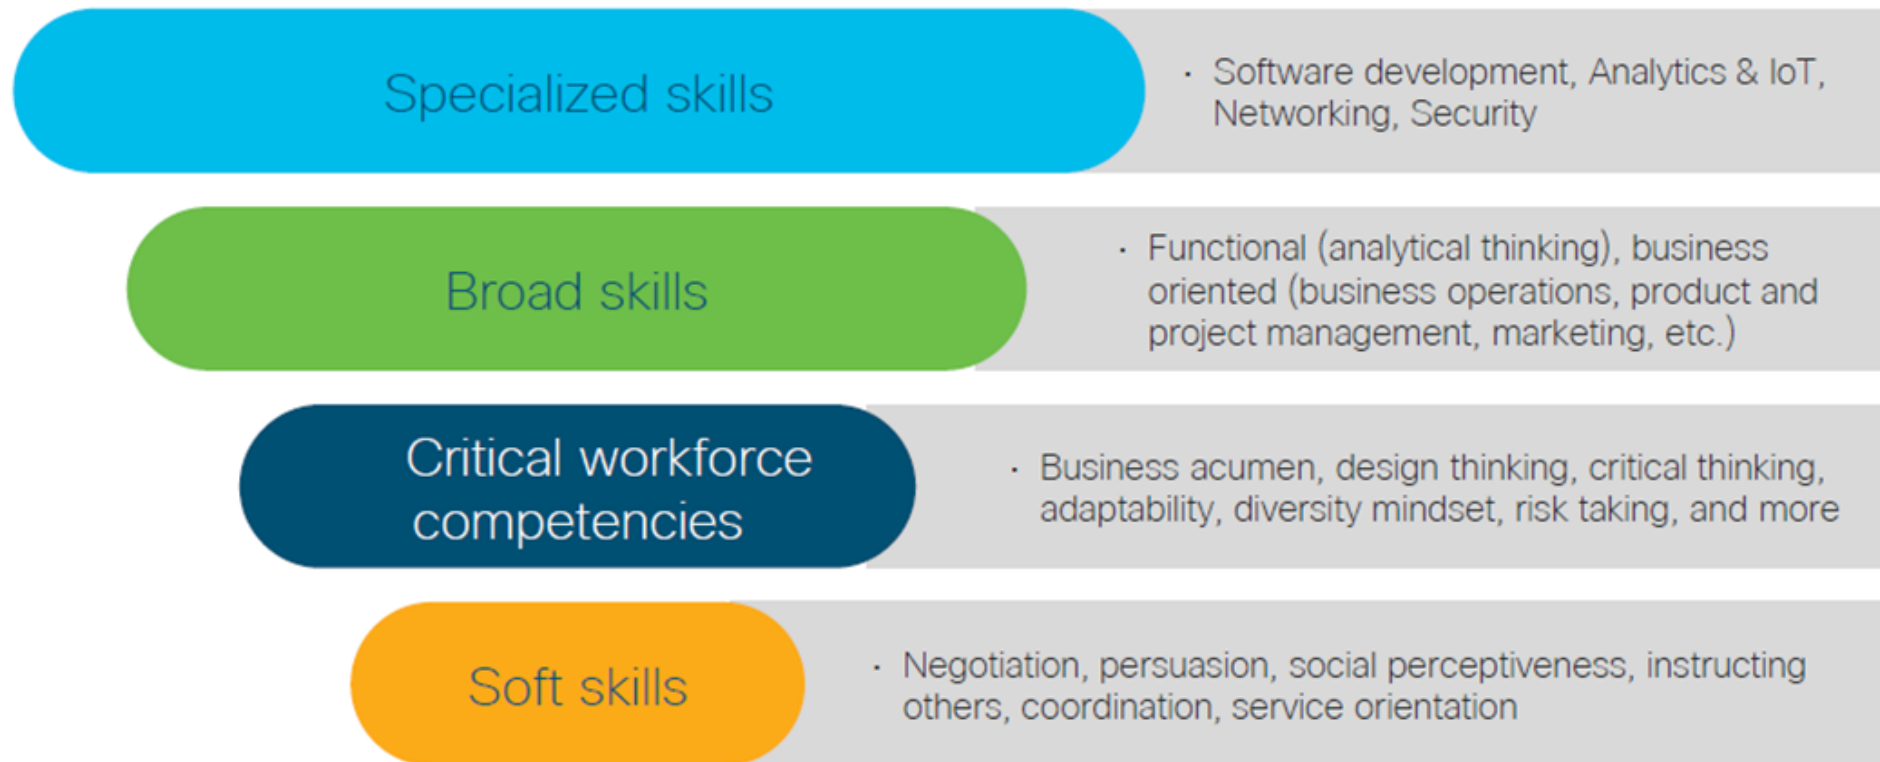 Specialized skills
· Software development, Analytics & IoT,
Networking, Security
Broad skills
· Functional (analytical thinking), business
oriented (business operations, product and
project management, marketing, etc.)
Critical workforce
competencies
· Business acumen, design thinking, critical thinking,
adaptability, diversity mindset, risk taking, and more
Soft skills
· Negotiation, persuasion, social perceptiveness, instructing
others, coordination, service orientation